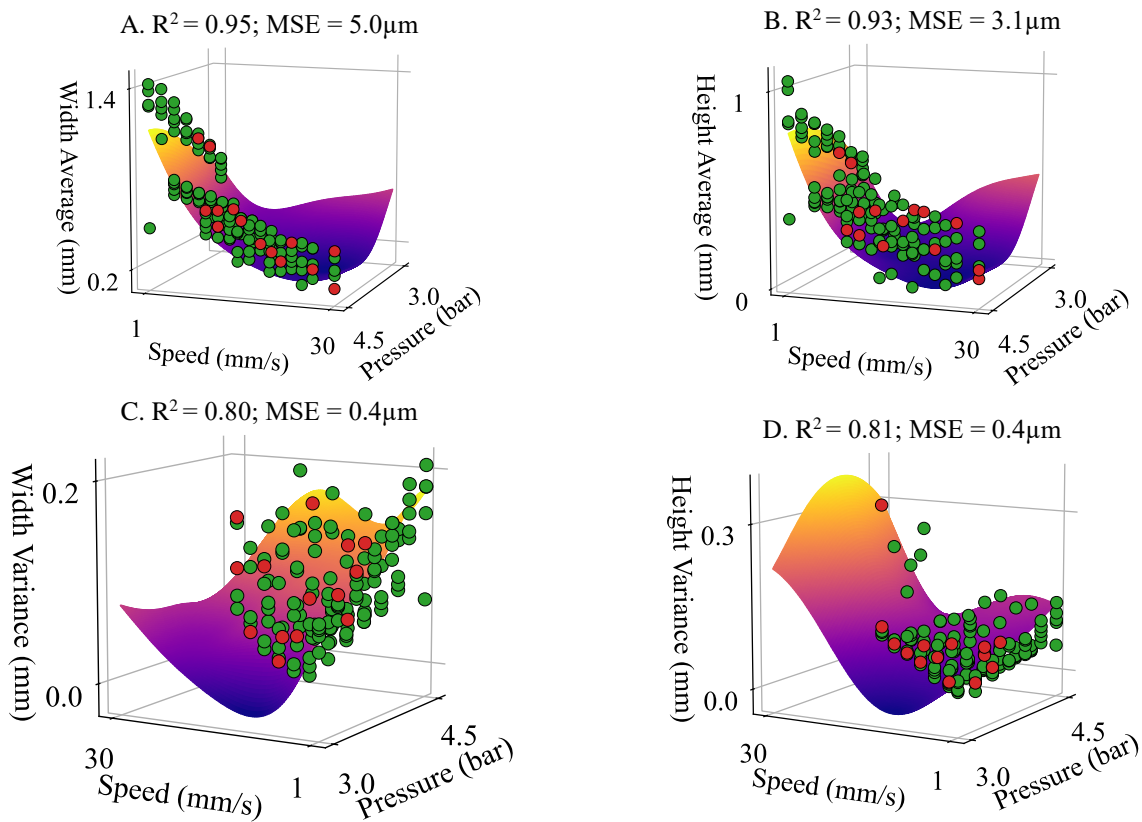 A. R² = 0.95; MSE = 5.0µm
Width Average (mm)
1.4
0.2
1
30
Speed (mm/s)
4.5
3.0
Pressure (bar)
B. R² = 0.93; MSE = 3.1µm
Height Average (mm)
1
0
1
30
Speed (mm/s)
4.5
3.0
Pressure (bar)
C. R² = 0.80; MSE = 0.4µm
Width Variance (mm)
0.2
0.0
30
1
Speed (mm/s)
3.0
4.5
Pressure (bar)
D. R² = 0.81; MSE = 0.4µm
Height Variance (mm)
0.3
0.0
30
1
Speed (mm/s)
3.0
4.5
Pressure (bar)